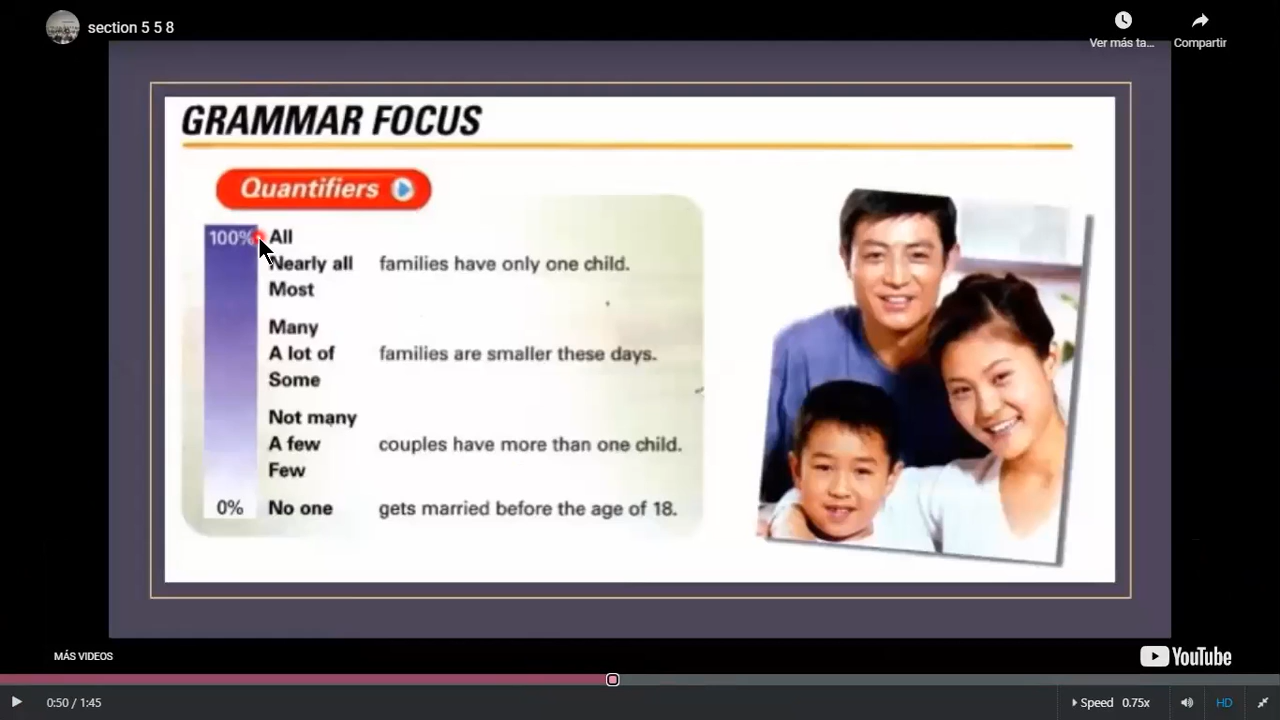 section 5 5 8
Ver más ta...
Compartir
GRAMMAR FOCUS
Quantifiers
100% All
Nearly all families have only one child.
Most
Many
A lot of families are smaller these days.
Some
Not many
A few couples have more than one child.
Few
0% No one gets married before the age of 18.
MÁS VIDEOS
YouTube
0:50 / 1:45
Speed 0.75x
HD